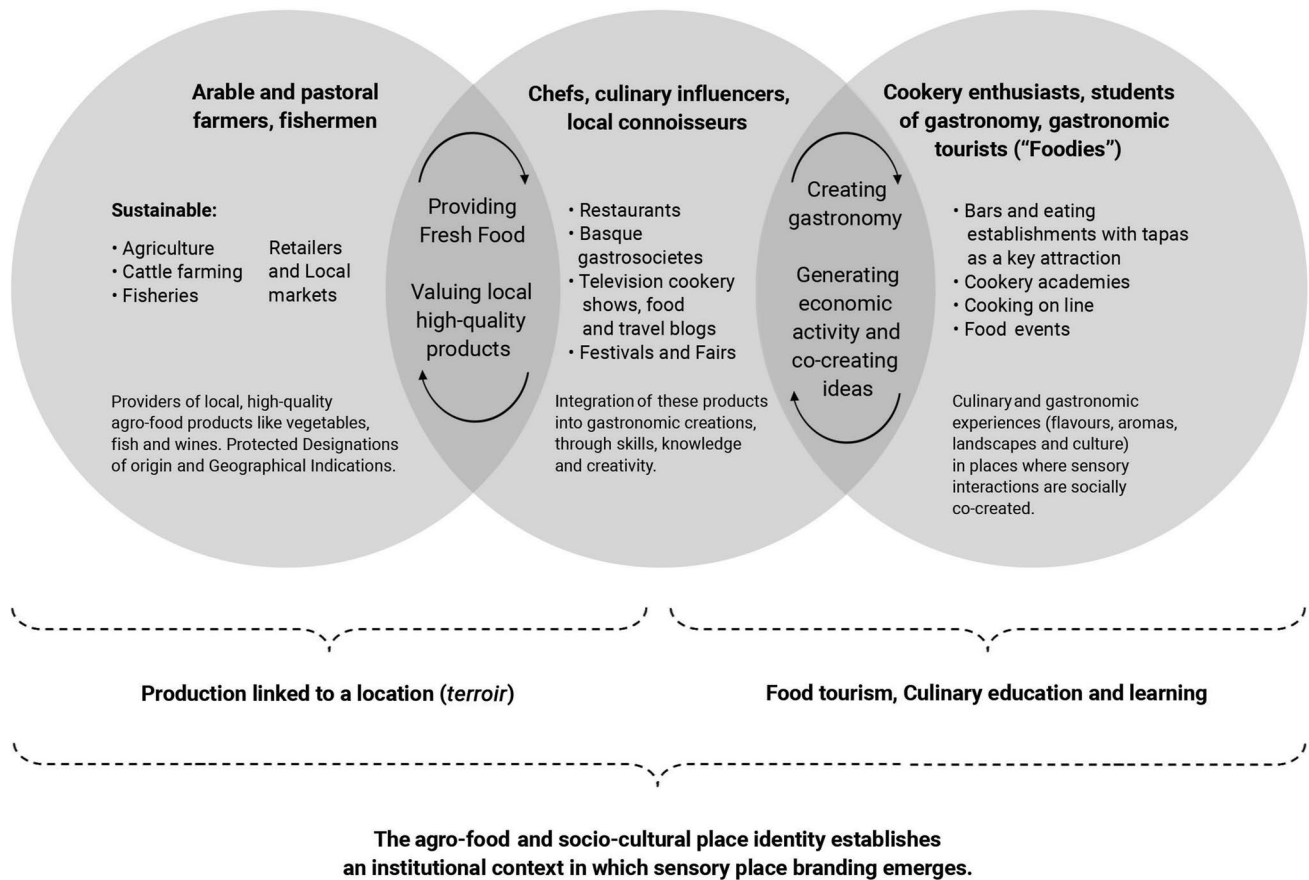 Arable and pastoral
farmers, fishermen
Sustainable:
• Agriculture
• Cattle farming
• Fisheries
Retailers
and Local
markets
Providers of local, high-quality
agro-food products like vegetables,
fish and wines. Protected Designations
of origin and Geographical Indications.
Providing
Fresh Food
Valuing local
high-quality
products
Chefs, culinary influencers,
local connoisseurs
• Restaurants
• Basque
gastrosocietes
• Television cookery
shows, food
and travel blogs
• Festivals and Fairs
Integration of these products
into gastronomic creations,
through skills, knowledge
and creativity.
Creating
gastronomy
Generating
economic
activity and
co-creating
ideas
Cookery enthusiasts, students
of gastronomy, gastronomic
tourists (“Foodies”)
• Bars and eating
establishments with tapas
as a key attraction
• Cookery academies
• Cooking on line
• Food events
Culinary and gastronomic
experiences (flavours, aromas,
landscapes and culture)
in places where sensory
interactions are socially
co-created.
Production linked to a location (terroir)
Food tourism, Culinary education and learning
The agro-food and socio-cultural place identity establishes
an institutional context in which sensory place branding emerges.